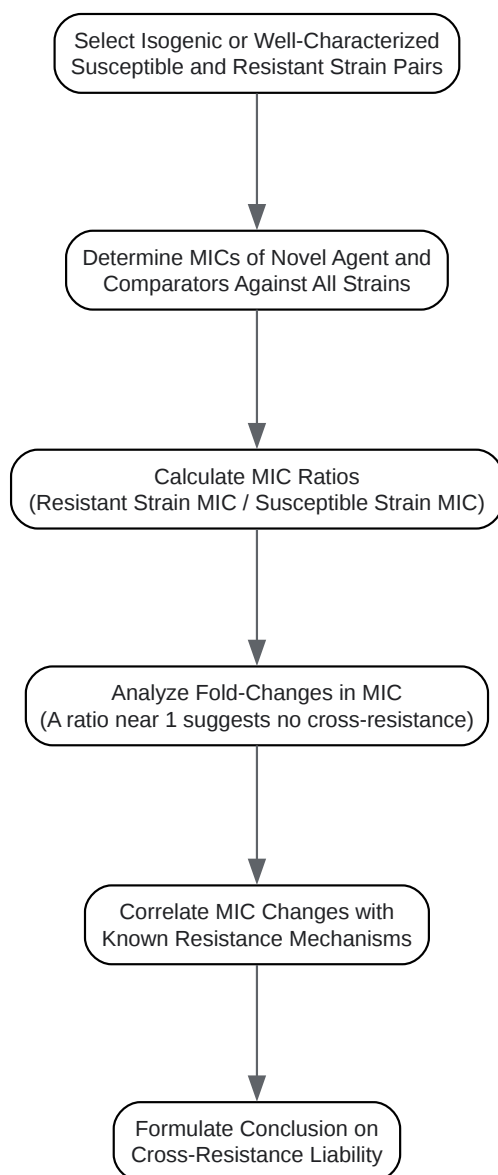 Select Isogenic or Well-Characterized
Susceptible and Resistant Strain Pairs
Determine MICs of Novel Agent and
Comparators Against All Strains
Calculate MIC Ratios
(Resistant Strain MIC / Susceptible Strain MIC)
Analyze Fold-Changes in MIC
(A ratio near 1 suggests no cross-resistance)
Correlate MIC Changes with
Known Resistance Mechanisms
Formulate Conclusion on
Cross-Resistance Liability